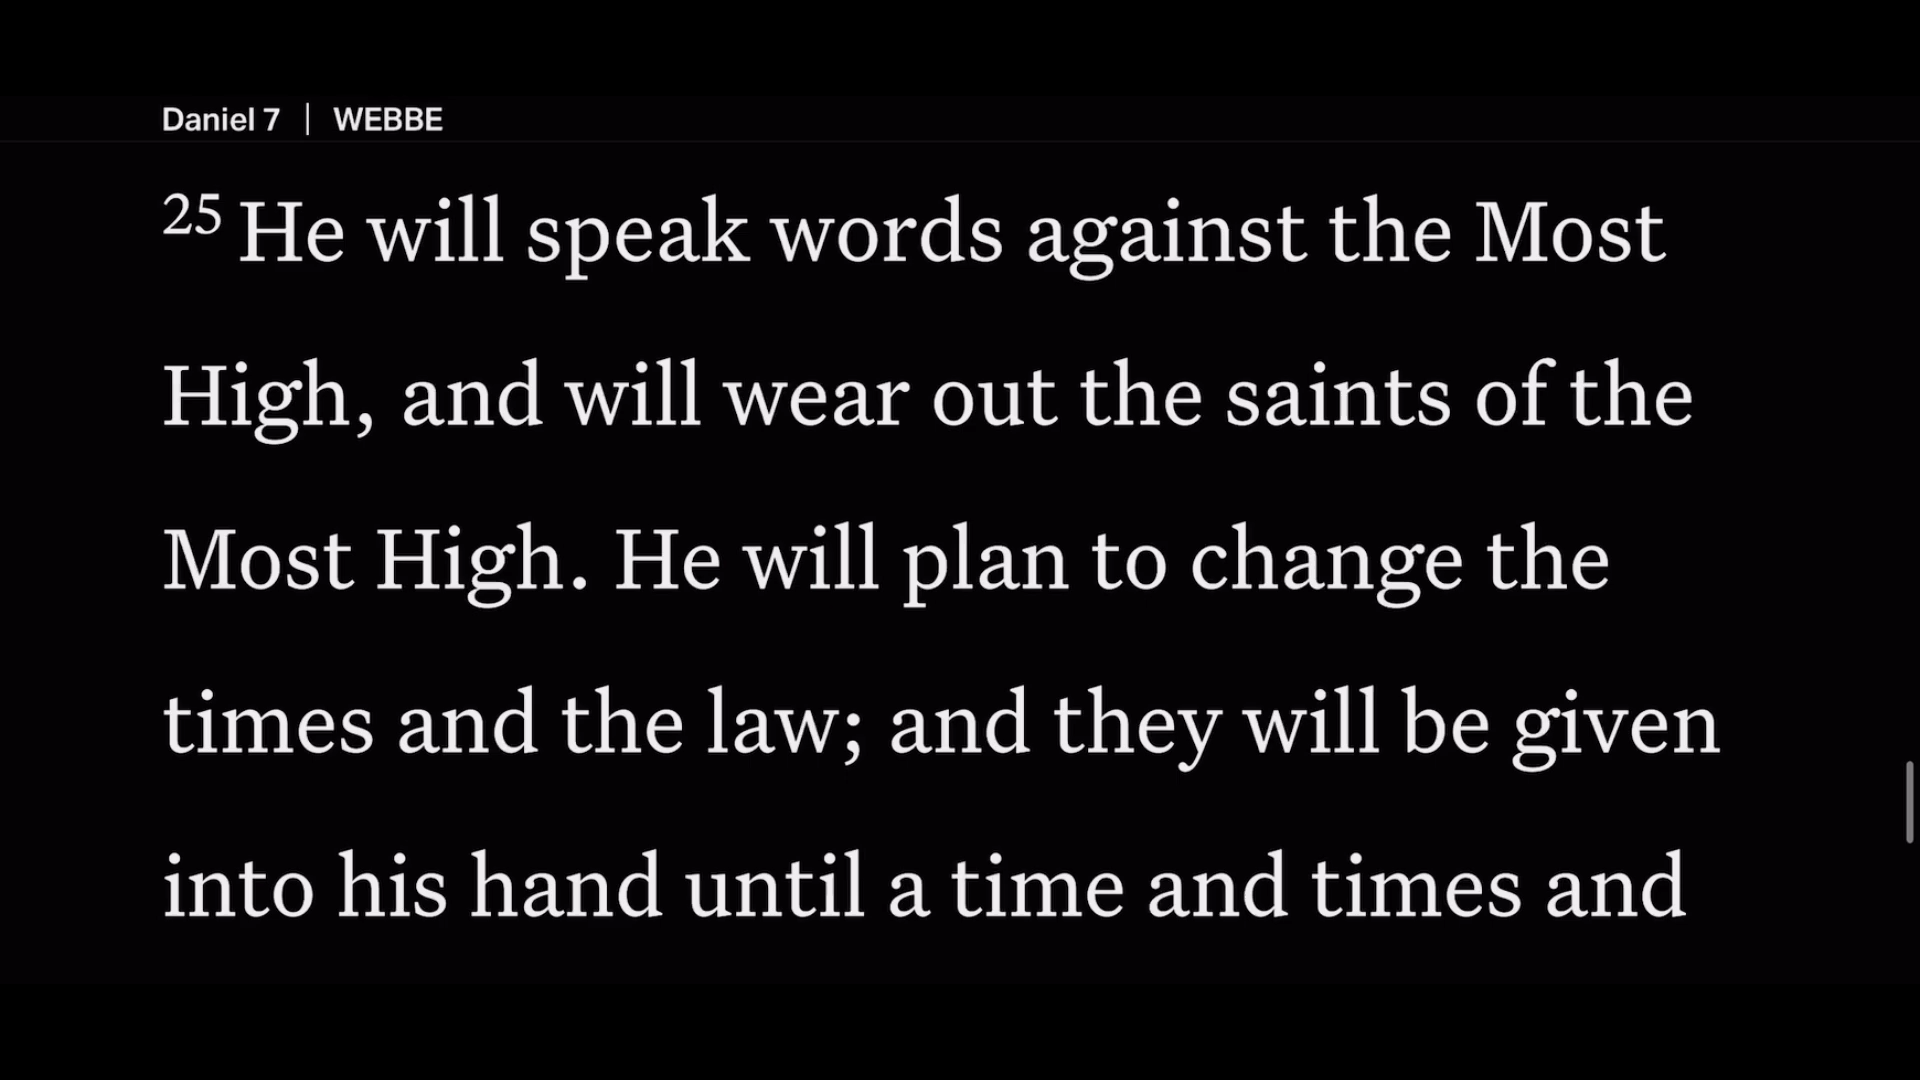 Daniel 7 | WEBBE
25 He will speak words against the Most
High, and will wear out the saints of the
Most High. He will plan to change the
times and the law; and they will be given
into his hand until a time and times and